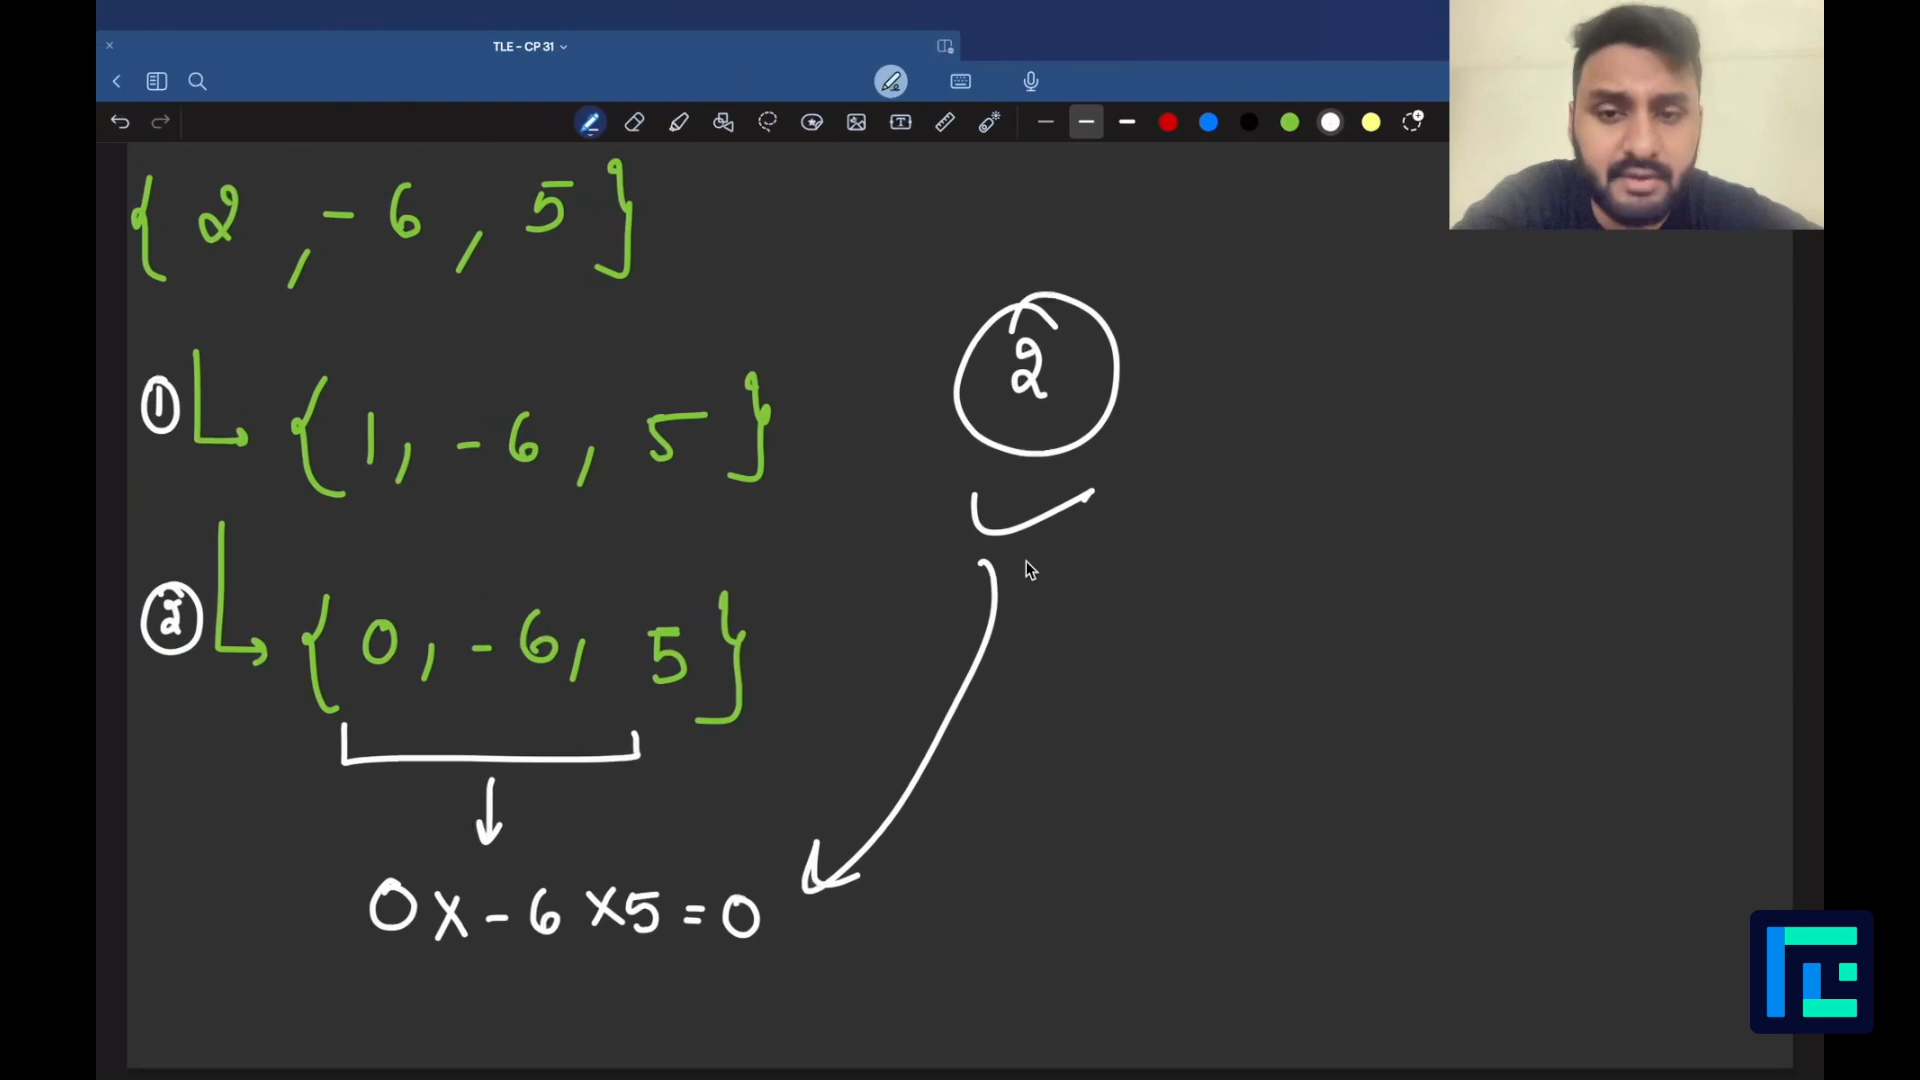 TLE - CP 31
{ 2 , - 6 , 5 }
① { 1 , - 6 , 5 }
2
② { 0 , - 6 , 5 }
0 X - 6 X 5 = 0